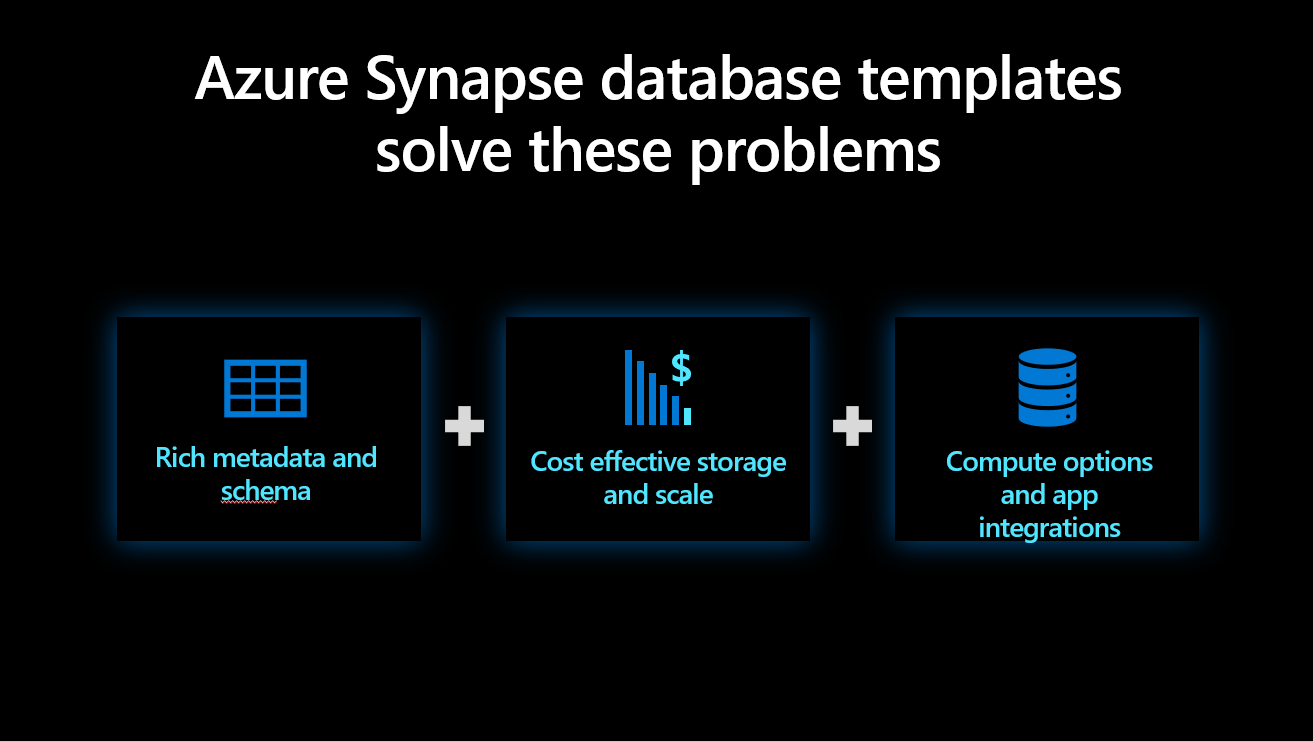 Azure Synapse database templates
solve these problems
Rich metadata and
schema
$
Cost effective storage
and scale
Compute options
and app
integrations